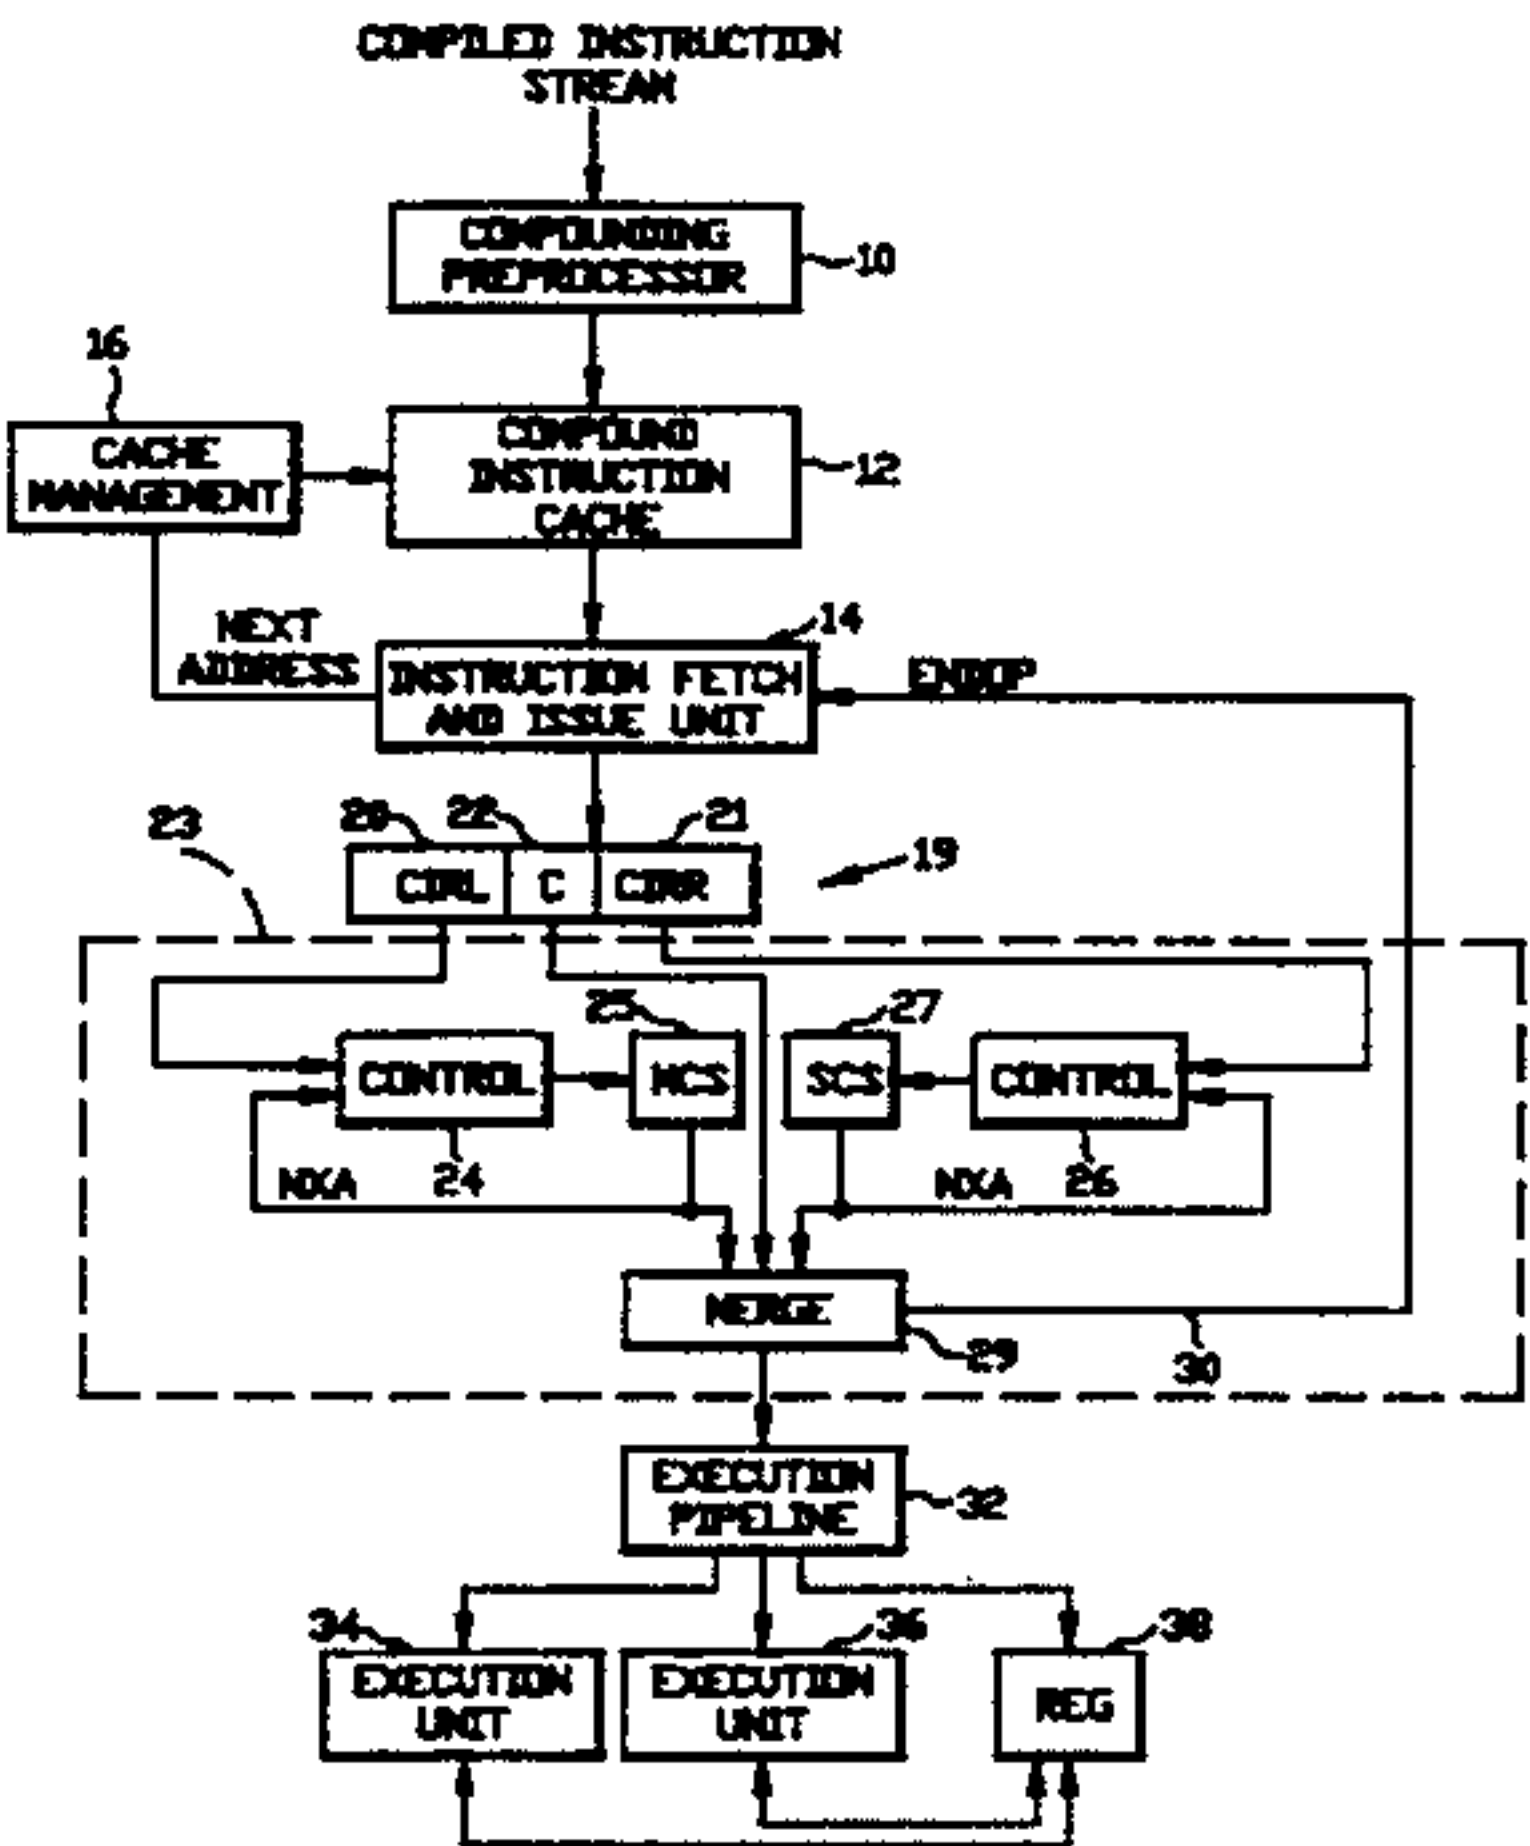 COMPILED INSTRUCTION
STREAM
COMPOUNDING
PREPROCESSOR
10
16
CACHE
MANAGEMENT
COMPOUND
INSTRUCTION
CACHE
12
NEXT
ADDRESS
14
INSTRUCTION FETCH
AND ISSUE UNIT
ENDOP
23
20
22
21
19
CIRL
C
CIRR
25
27
CONTROL
MCS
SCS
CONTROL
NXA
24
NXA
26
MERGE
29
30
EXECUTION
PIPELINE
32
34
36
38
EXECUTION
UNIT
EXECUTION
UNIT
REG